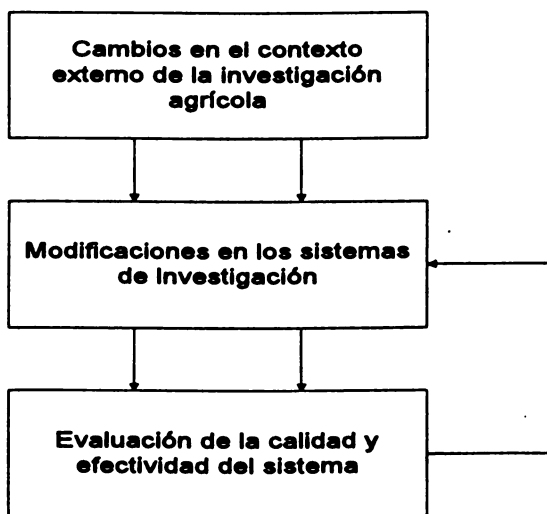 Cambios en el contexto
externo de la investigación
agrícola
Modificaciones en los sistemas
de Investigación
Evaluación de la calidad y
efectividad del sistema